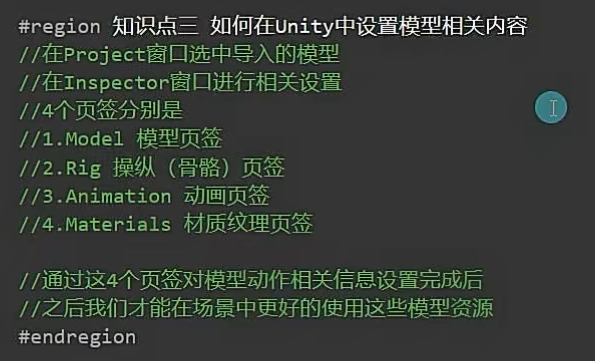 #region 知识点三 如何在Unity中设置模型相关内容
//在Project窗口选中导入的模型
//在Inspector窗口进行相关设置
//4个页签分别是
//1.Model 模型页签
//2.Rig 操纵（骨骼）页签
//3.Animation 动画页签
//4.Materials 材质纹理页签
//通过这4个页签对模型动作相关信息设置完成后
//之后我们才能在场景中更好的使用这些模型资源
#endregion